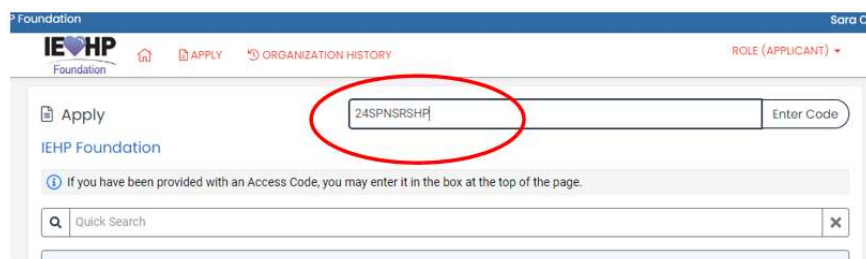 Foundation Sara
IEHP Foundation APPLY ORGANIZATION HISTORY ROLE (APPLICANT)
Apply 24SPNSRSHP Enter Code
IEHP Foundation
If you have been provided with an Access Code, you may enter it in the box at the top of the page.
Quick Search